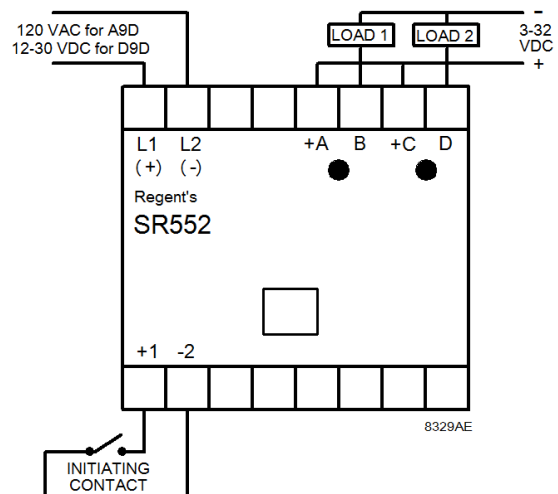 120 VAC for A9D
12-30 VDC for D9D
LOAD 1
LOAD 2
-
3-32
VDC
+
L1
L2
+A
B
+C
D
(+)
(-)
Regent's
SR552
+1
-2
8329AE
INITIATING
CONTACT